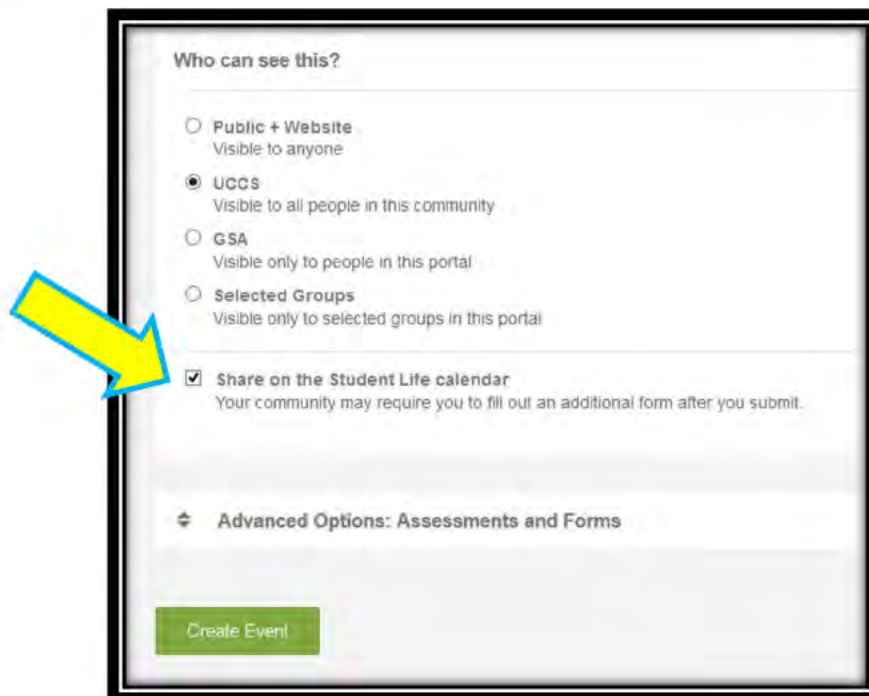 Who can see this?
Public + Website
Visible to anyone
UCCS
Visible to all people in this community
GSA
Visible only to people in this portal
Selected Groups
Visible only to selected groups in this portal
Share on the Student Life calendar
Your community may require you to fill out an additional form after you submit.
Advanced Options: Assessments and Forms
Create Event